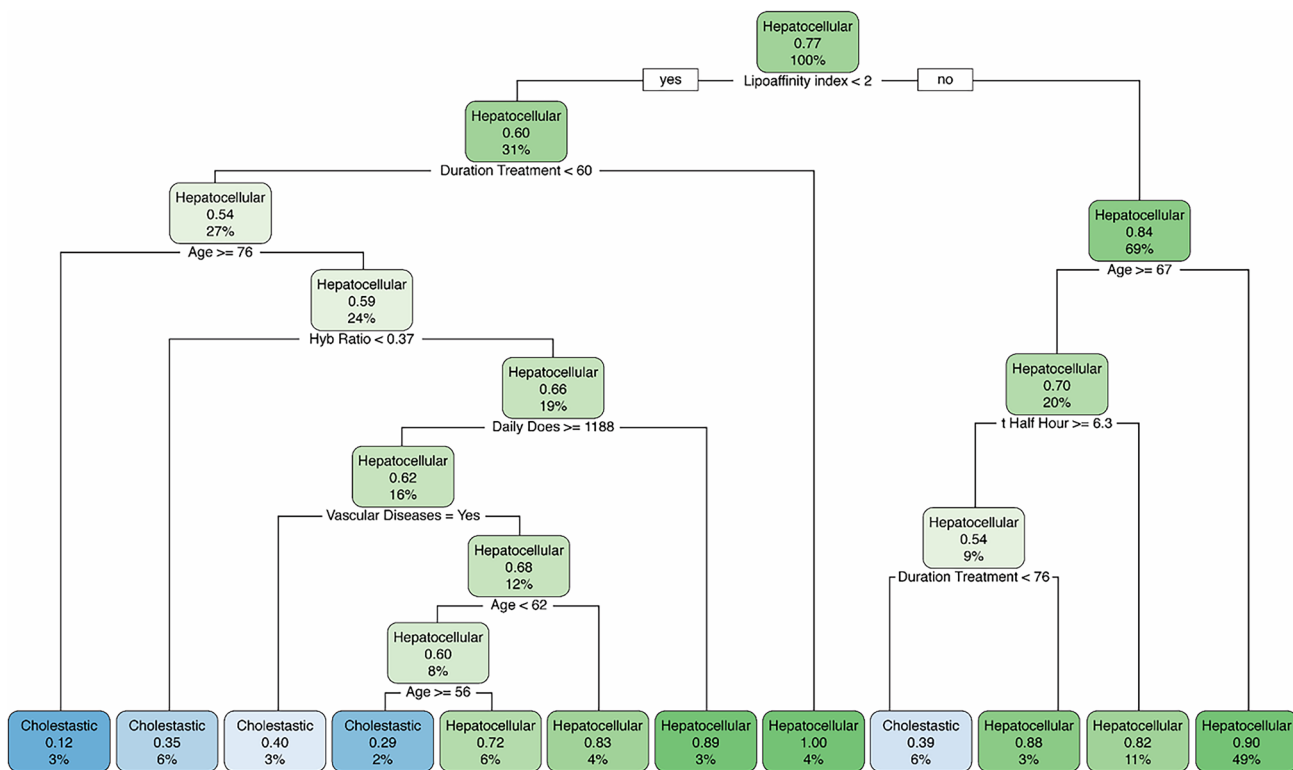 Hepatocellular
0.77
100%
yes
Lipoaffinity index < 2
no
Hepatocellular
0.60
31%
Duration Treatment < 60
Hepatocellular
0.54
27%
Age >= 76
Hepatocellular
0.84
69%
Age >= 67
Hepatocellular
0.59
24%
Hyb Ratio < 0.37
Hepatocellular
0.66
19%
Daily Does >= 1188
Hepatocellular
0.70
20%
t Half Hour >= 6.3
Hepatocellular
0.62
16%
Vascular Diseases = Yes
Hepatocellular
0.54
9%
Duration Treatment < 76
Hepatocellular
0.68
12%
Age < 62
Hepatocellular
0.60
8%
Age >= 56
Cholestastic
0.12
3%
Cholestastic
0.35
6%
Cholestastic
0.40
3%
Cholestastic
0.29
2%
Hepatocellular
0.72
6%
Hepatocellular
0.83
4%
Hepatocellular
0.89
3%
Hepatocellular
1.00
4%
Cholestastic
0.39
6%
Hepatocellular
0.88
3%
Hepatocellular
0.82
11%
Hepatocellular
0.90
49%